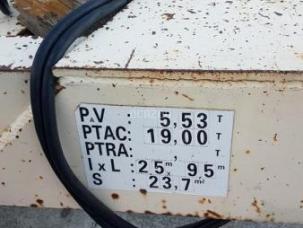 P.V : 5,53 T
PTAC: 19,00 T
PTRA: T
I x L : 2,5 m 9,5 m
S : 23,7 m²